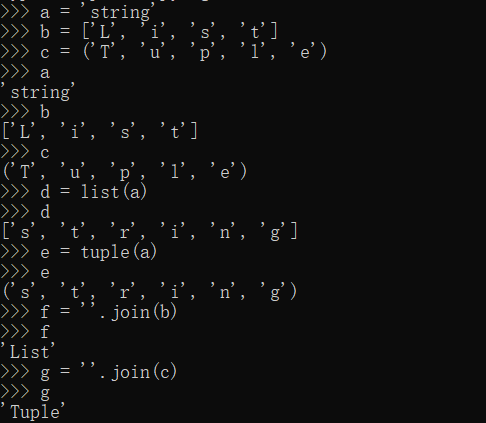 >>> a = 'string'
>>> b = ['L', 'i', 's', 't']
>>> c = ('T', 'u', 'p', 'l', 'e')
>>> a
'string'
>>> b
['L', 'i', 's', 't']
>>> c
('T', 'u', 'p', 'l', 'e')
>>> d = list(a)
>>> d
['s', 't', 'r', 'i', 'n', 'g']
>>> e = tuple(a)
>>> e
('s', 't', 'r', 'i', 'n', 'g')
>>> f = ''.join(b)
>>> f
'List'
>>> g = ''.join(c)
>>> g
'Tuple'